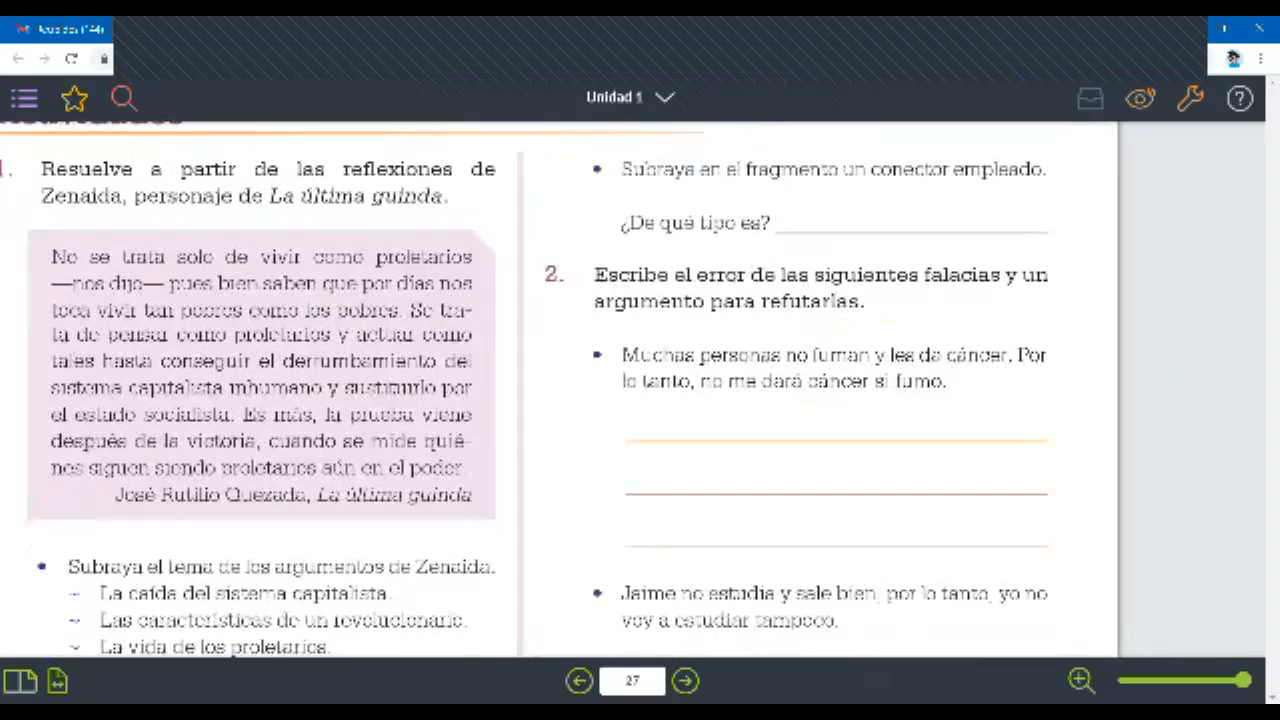 Unidad 1
1. Resuelve a partir de las reflexiones de
Zenaida, personaje de La última guinda.
No se trata solo de vivir como proletarios
—nos dijo— pues bien saben que por días nos
toca vivir tan pobres como los pobres. Se tra-
ta de pensar como proletarios y actuar como
tales hasta conseguir el derrumbamiento del
sistema capitalista inhumano y sustituirlo por
el estado socialista. Es más, la prueba viene
después de la victoria, cuando se mide quié-
nes siguen siendo proletarios aún en el poder.
José Rutilio Quezada, La última guinda
• Subraya el tema de los argumentos de Zenaida.
~ La caída del sistema capitalista.
~ Las características de un revolucionario.
~ La vida de los proletarios.
• Subraya en el fragmento un conector empleado.
¿De qué tipo es?
2. Escribe el error de las siguientes falacias y un
argumento para refutarlas.
• Muchas personas no fuman y les da cáncer. Por
lo tanto, no me dará cáncer si fumo.
• Jaime no estudia y sale bien, por lo tanto, yo no
voy a estudiar tampoco.
27